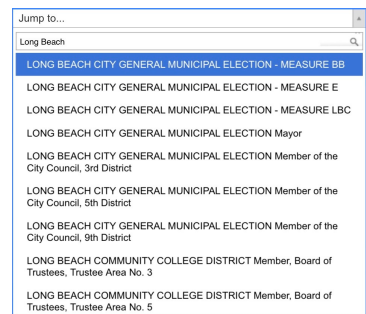 Jump to...
Long Beach
LONG BEACH CITY GENERAL MUNICIPAL ELECTION - MEASURE BB
LONG BEACH CITY GENERAL MUNICIPAL ELECTION - MEASURE E
LONG BEACH CITY GENERAL MUNICIPAL ELECTION - MEASURE LBC
LONG BEACH CITY GENERAL MUNICIPAL ELECTION Mayor
LONG BEACH CITY GENERAL MUNICIPAL ELECTION Member of the
City Council, 3rd District
LONG BEACH CITY GENERAL MUNICIPAL ELECTION Member of the
City Council, 5th District
LONG BEACH CITY GENERAL MUNICIPAL ELECTION Member of the
City Council, 9th District
LONG BEACH COMMUNITY COLLEGE DISTRICT Member, Board of
Trustees, Trustee Area No. 3
LONG BEACH COMMUNITY COLLEGE DISTRICT Member, Board of
Trustees, Trustee Area No. 5